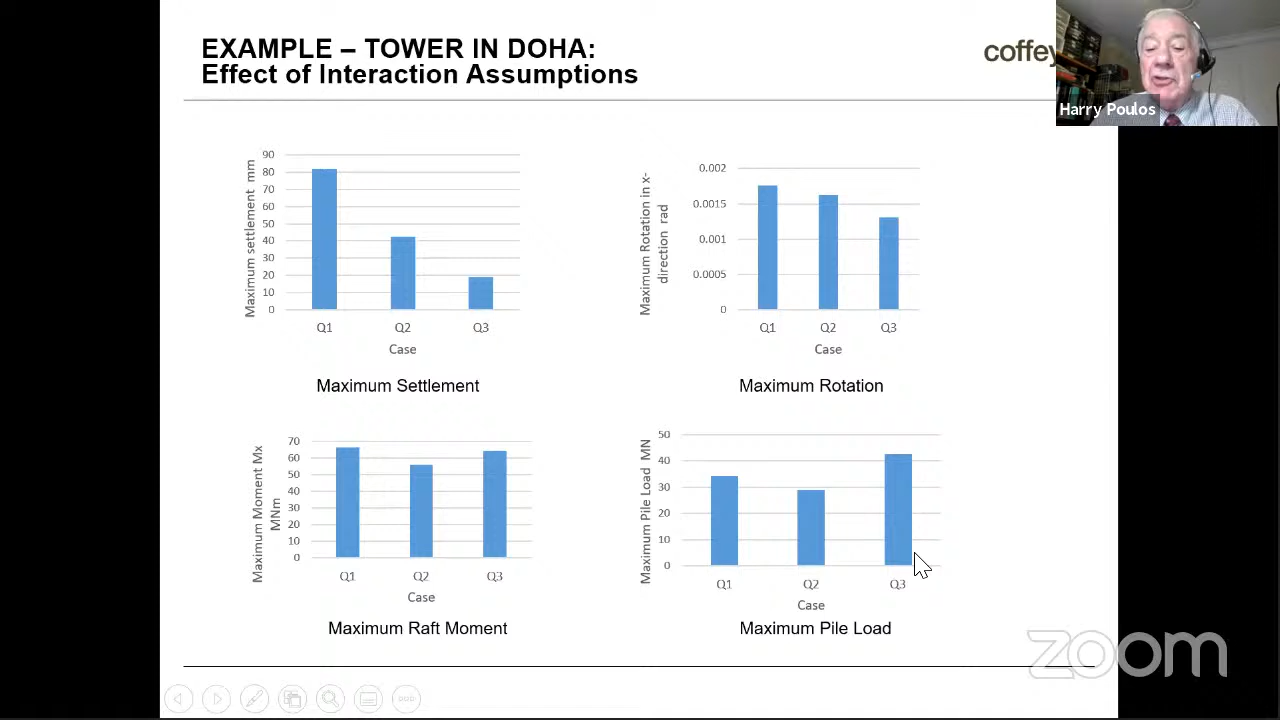 EXAMPLE – TOWER IN DOHA:
Effect of Interaction Assumptions
coffey
Harry Poulos
Maximum settlement mm
90
80
70
60
50
40
30
20
10
0
Q1 Q2 Q3
Case
Maximum Settlement
Maximum Rotation in x-
direction rad
0.002
0.0015
0.001
0.0005
0
Q1 Q2 Q3
Case
Maximum Rotation
Maximum Moment Mx
MNm
70
60
50
40
30
20
10
0
Q1 Q2 Q3
Case
Maximum Raft Moment
Maximum Pile Load MN
50
40
30
20
10
0
Q1 Q2 Q3
Case
Maximum Pile Load
zoom